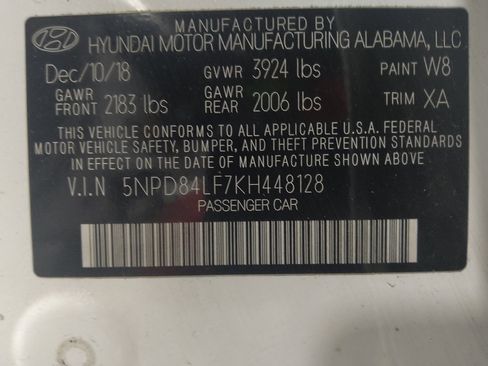 MANUFACTURED BY
HYUNDAI MOTOR MANUFACTURING ALABAMA, LLC
Dec/10/18 GVWR 3924 lbs PAINT W8
GAWR FRONT 2183 lbs GAWR REAR 2006 lbs TRIM XA
THIS VEHICLE CONFORMS TO ALL APPLICABLE U.S.A. FEDERAL
MOTOR VEHICLE SAFETY, BUMPER, AND THEFT PREVENTION STANDARDS
IN EFFECT ON THE DATE OF MANUFACTURE SHOWN ABOVE.
V.I.N 5NPD84LF7KH448128
PASSENGER CAR